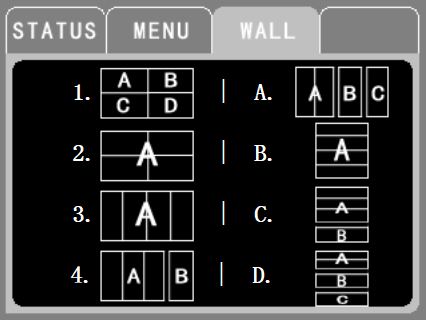 STATUS MENU WALL
1. A B C D | A. A B C
2. A | B. A
3. A | C. A B
4. A B | D. A B C